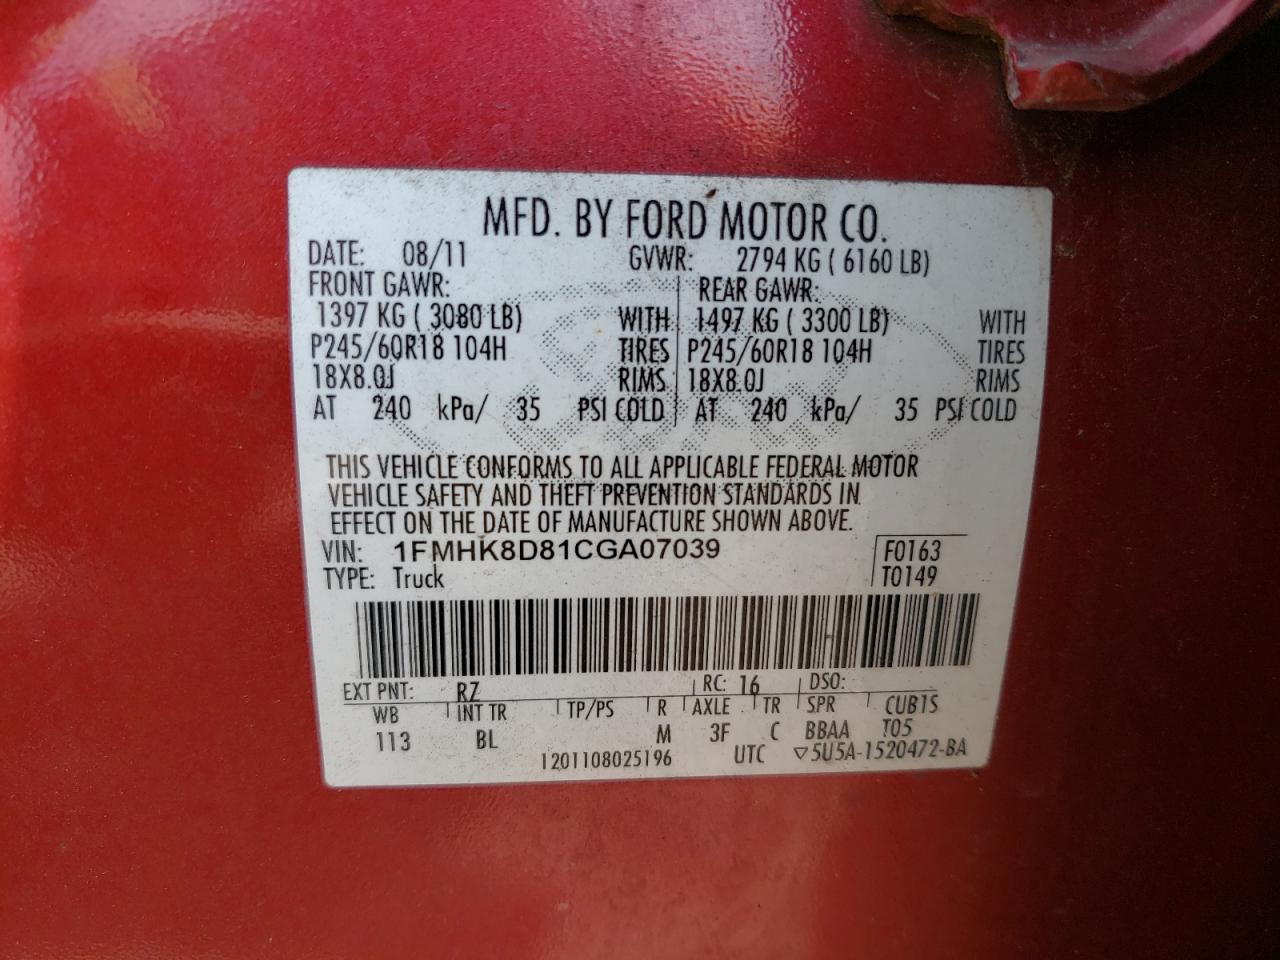 MFD. BY FORD MOTOR CO.
DATE: 08/11 GVWR: 2794 KG ( 6160 LB)
FRONT GAWR: REAR GAWR:
1397 KG ( 3080 LB) WITH 1497 KG ( 3300 LB) WITH
P245/60R18 104H TIRES P245/60R18 104H TIRES
18X8.0J RIMS 18X8.0J RIMS
AT 240 kPa/ 35 PSI COLD AT 240 kPa/ 35 PSI COLD
THIS VEHICLE CONFORMS TO ALL APPLICABLE FEDERAL MOTOR
VEHICLE SAFETY AND THEFT PREVENTION STANDARDS IN
EFFECT ON THE DATE OF MANUFACTURE SHOWN ABOVE.
VIN: 1FMHK8D81CGA07039 F0163
TYPE: Truck T0149
EXT PNT: RZ RC: 16 DSO:
WB INT TR TP/PS R AXLE TR SPR CUB1S
113 BL M 3F C BBAA T05
1201108025196 UTC ▽5U5A-1520472-BA